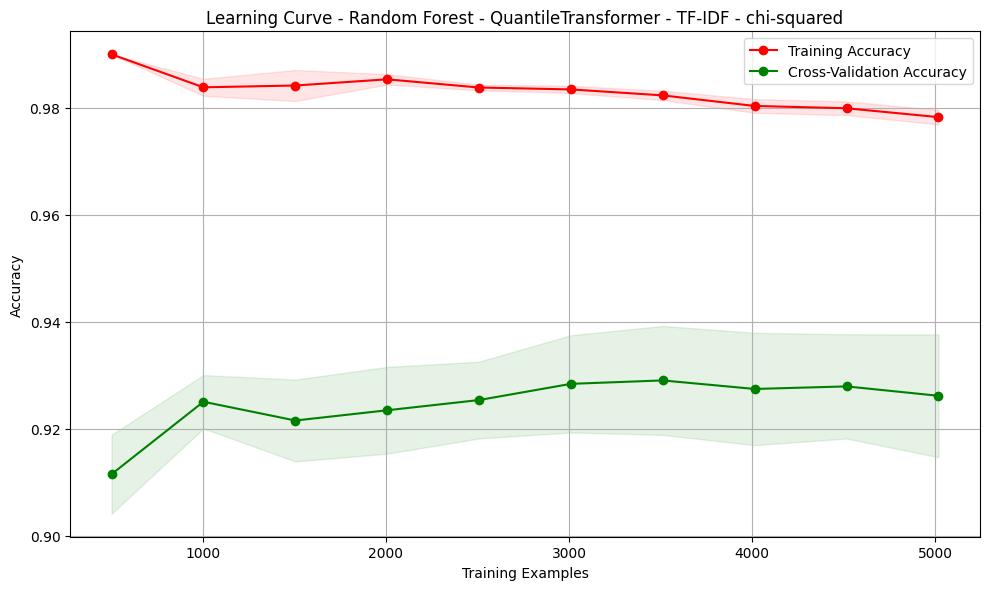 Learning Curve - Random Forest - QuantileTransformer - TF-IDF - chi-squared
Training Accuracy
Cross-Validation Accuracy
Accuracy
0.98
0.96
0.94
0.92
0.90
1000 2000 3000 4000 5000
Training Examples